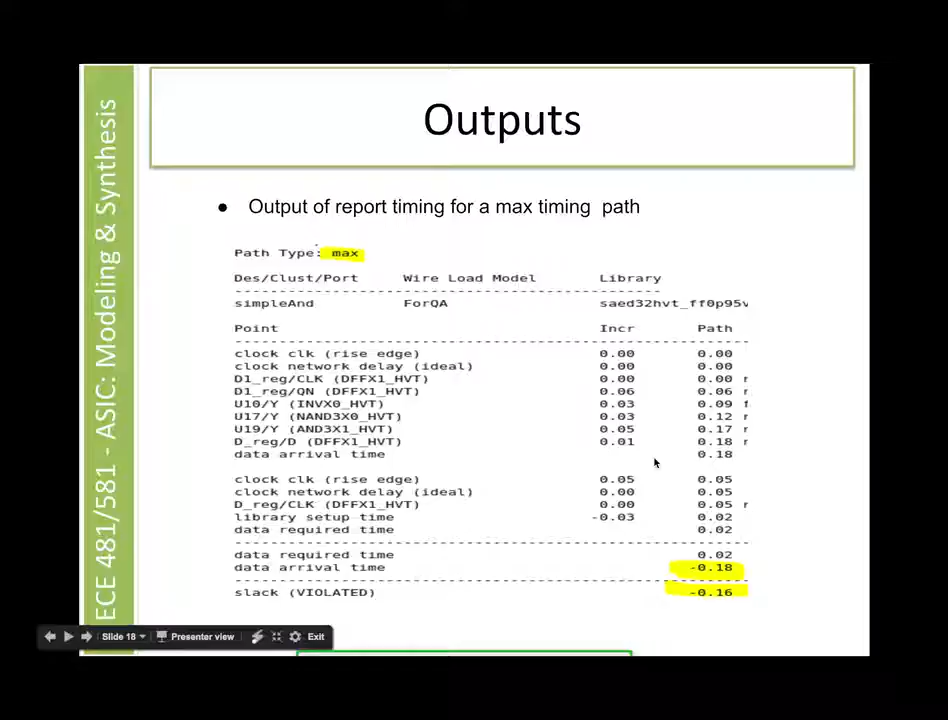 Outputs
ECE 481/581 - ASIC: Modeling & Synthesis
● Output of report timing for a max timing path
Path Type: max
Des/Clust/Port Wire Load Model Library
simpleAnd ForQA saed32hvt_ff0p95v
Point Incr Path
clock clk (rise edge) 0.00 0.00
clock network delay (ideal) 0.00 0.00
D1_reg/CLK (DFFX1_HVT) 0.00 0.00 r
D1_reg/QN (DFFX1_HVT) 0.06 0.06 r
U10/Y (INVX0_HVT) 0.03 0.09 f
U17/Y (NAND3X0_HVT) 0.03 0.12 r
U19/Y (AND3X1_HVT) 0.05 0.17 r
D_reg/D (DFFX1_HVT) 0.01 0.18 r
data arrival time 0.18
clock clk (rise edge) 0.05 0.05
clock network delay (ideal) 0.00 0.05
D_reg/CLK (DFFX1_HVT) 0.00 0.05 r
library setup time -0.03 0.02
data required time 0.02
data required time 0.02
data arrival time -0.18
slack (VIOLATED) -0.16
Slide 18 Presenter view Exit